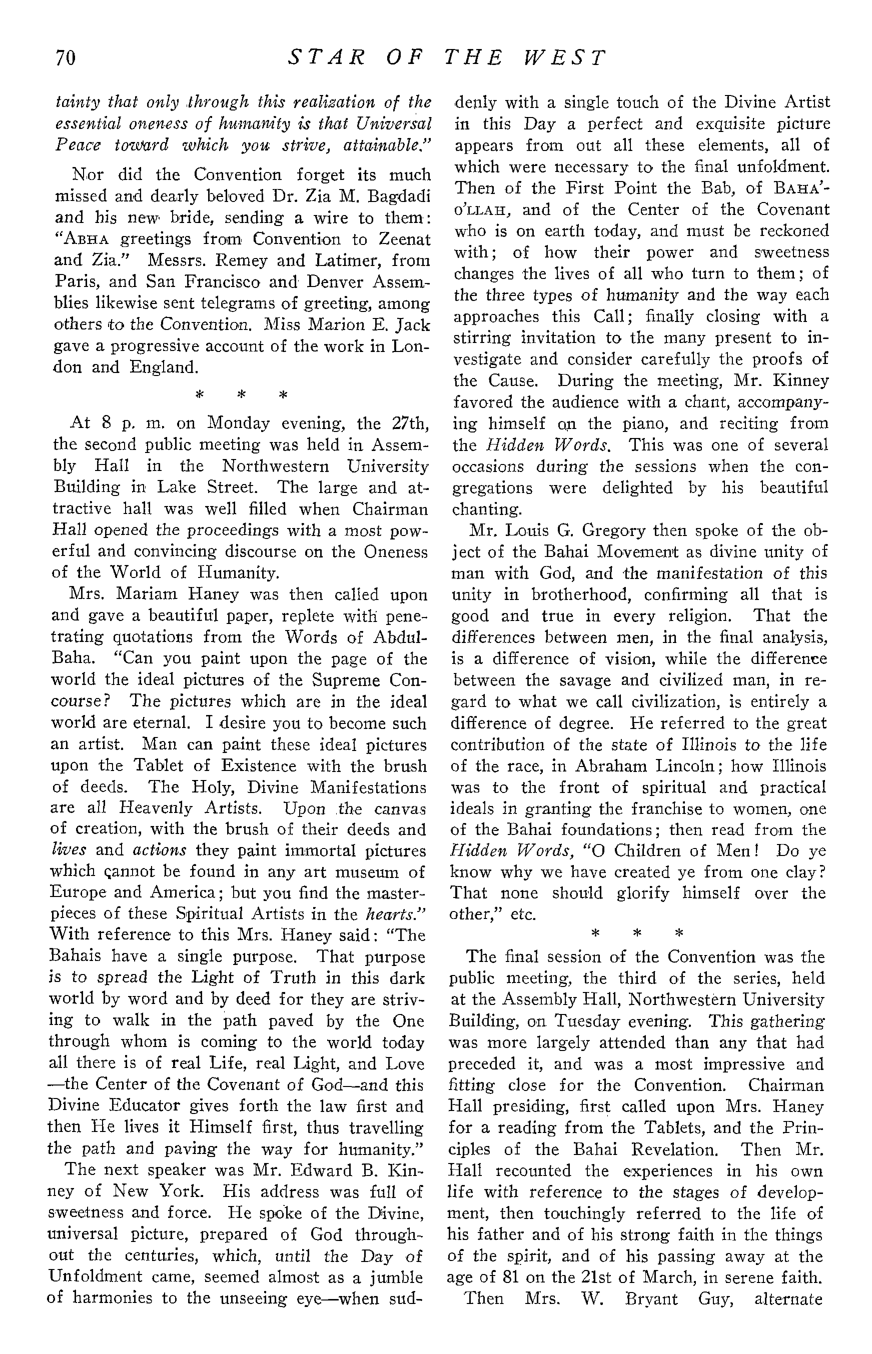 70
STAR OF THE WEST
tainty that only through this realization of the
essential oneness of humanity is that Universal
Peace toward which you strive, attainable."
Nor did the Convention forget its much
missed and dearly beloved Dr. Zia M. Bagdadi
and his new bride, sending a wire to them:
"ABHA greetings from Convention to Zeenat
and Zia." Messrs. Remey and Latimer, from
Paris, and San Francisco and Denver Assem-
blies likewise sent telegrams of greeting, among
others to the Convention. Miss Marion E. Jack
gave a progressive account of the work in Lon-
don and England.
* * *
At 8 p. m. on Monday evening, the 27th,
the second public meeting was held in Assem-
bly Hall in the Northwestern University
Building in Lake Street. The large and at-
tractive hall was well filled when Chairman
Hall opened the proceedings with a most pow-
erful and convincing discourse on the Oneness
of the World of Humanity.
Mrs. Mariam Haney was then called upon
and gave a beautiful paper, replete with pene-
trating quotations from the Words of Abdul-
Baha. "Can you paint upon the page of the
world the ideal pictures of the Supreme Con-
course? The pictures which are in the ideal
world are eternal. I desire you to become such
an artist. Man can paint these ideal pictures
upon the Tablet of Existence with the brush
of deeds. The Holy, Divine Manifestations
are all Heavenly Artists. Upon the canvas
of creation, with the brush of their deeds and
lives and actions they paint immortal pictures
which cannot be found in any art museum of
Europe and America; but you find the master-
pieces of these Spiritual Artists in the hearts."
With reference to this Mrs. Haney said: "The
Bahais have a single purpose. That purpose
is to spread the Light of Truth in this dark
world by word and by deed for they are striv-
ing to walk in the path paved by the One
through whom is coming to the world today
all there is of real Life, real Light, and Love
—the Center of the Covenant of God—and this
Divine Educator gives forth the law first and
then He lives it Himself first, thus travelling
the path and paving the way for humanity."
The next speaker was Mr. Edward B. Kin-
ney of New York. His address was full of
sweetness and force. He spoke of the Divine,
universal picture, prepared of God through-
out the centuries, which, until the Day of
Unfoldment came, seemed almost as a jumble
of harmonies to the unseeing eye—when sud-
denly with a single touch of the Divine Artist
in this Day a perfect and exquisite picture
appears from out all these elements, all of
which were necessary to the final unfoldment.
Then of the First Point the Bab, of BAHA'-
O'LLAH, and of the Center of the Covenant
who is on earth today, and must be reckoned
with; of how their power and sweetness
changes the lives of all who turn to them; of
the three types of humanity and the way each
approaches this Call; finally closing with a
stirring invitation to the many present to in-
vestigate and consider carefully the proofs of
the Cause. During the meeting, Mr. Kinney
favored the audience with a chant, accompany-
ing himself on the piano, and reciting from
the Hidden Words. This was one of several
occasions during the sessions when the con-
gregations were delighted by his beautiful
chanting.
Mr. Louis G. Gregory then spoke of the ob-
ject of the Bahai Movement as divine unity of
man with God, and the manifestation of this
unity in brotherhood, confirming all that is
good and true in every religion. That the
differences between men, in the final analysis,
is a difference of vision, while the difference
between the savage and civilized man, in re-
gard to what we call civilization, is entirely a
difference of degree. He referred to the great
contribution of the state of Illinois to the life
of the race, in Abraham Lincoln; how Illinois
was to the front of spiritual and practical
ideals in granting the franchise to women, one
of the Bahai foundations; then read from the
Hidden Words, "O Children of Men! Do ye
know why we have created ye from one clay?
That none should glorify himself over the
other," etc.
* * *
The final session of the Convention was the
public meeting, the third of the series, held
at the Assembly Hall, Northwestern University
Building, on Tuesday evening. This gathering
was more largely attended than any that had
preceded it, and was a most impressive and
fitting close for the Convention. Chairman
Hall presiding, first called upon Mrs. Haney
for a reading from the Tablets, and the Prin-
ciples of the Bahai Revelation. Then Mr.
Hall recounted the experiences in his own
life with reference to the stages of develop-
ment, then touchingly referred to the life of
his father and of his strong faith in the things
of the spirit, and of his passing away at the
age of 81 on the 21st of March, in serene faith.
Then Mrs. W. Bryant Guy, alternate